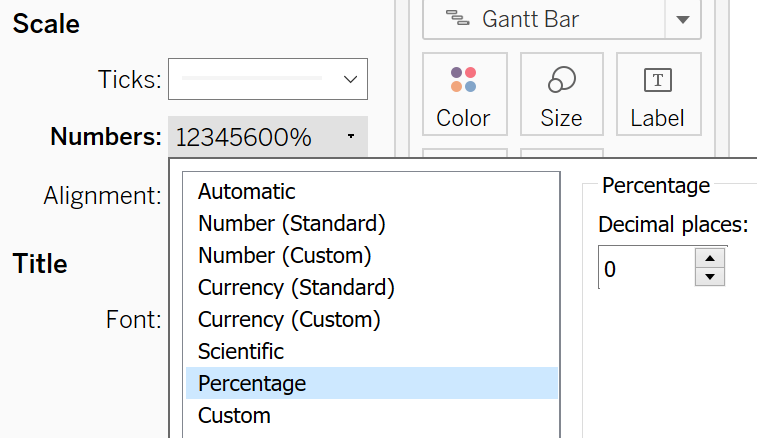 Scale
Ticks:
Numbers: 12345600%
Alignment:
Title
Font:
Gantt Bar
Color Size Label
Automatic
Number (Standard)
Number (Custom)
Currency (Standard)
Currency (Custom)
Scientific
Percentage
Custom
Percentage
Decimal places:
0